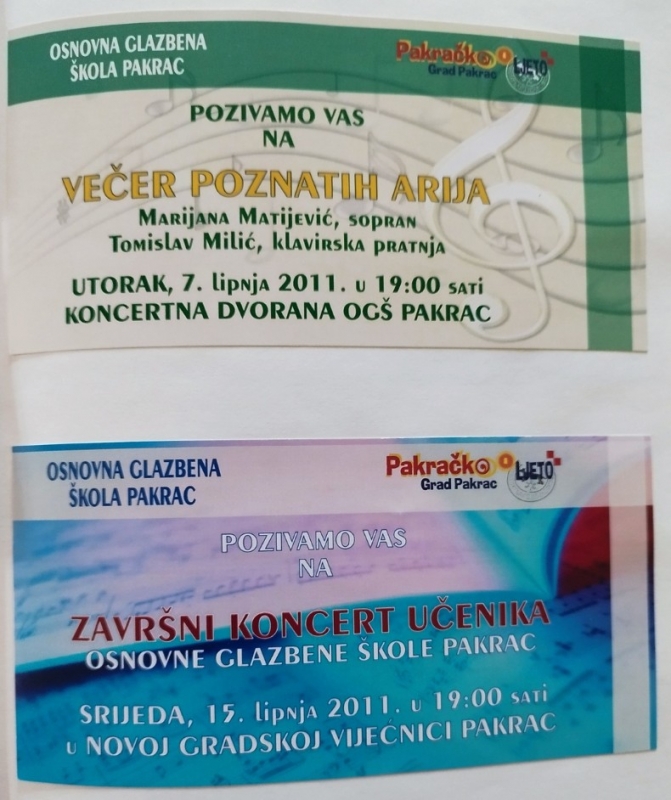 OSNOVNA GLAZBENA
ŠKOLA PAKRAC
Pakračko LJETO
Grad Pakrac
POZIVAMO VAS
NA
VEČER POZNATIH ARIJA
MARIJANA MATIJEVIĆ, SOPRAN
TOMISLAV MILIĆ, KLAVIRSKA PRATNJA
UTORAK, 7. lipnja 2011. u 19:00 sati
KONCERTNA DVORANA OGŠ PAKRAC
OSNOVNA GLAZBENA
ŠKOLA PAKRAC
Pakračko LJETO
Grad Pakrac
POZIVAMO VAS
NA
ZAVRŠNI KONCERT UČENIKA
OSNOVNE GLAZBENE ŠKOLE PAKRAC
SRIJEDA, 15. lipnja 2011. u 19:00 sati
u NOVOJ GRADSKOJ VIJEĆNICI PAKRAC